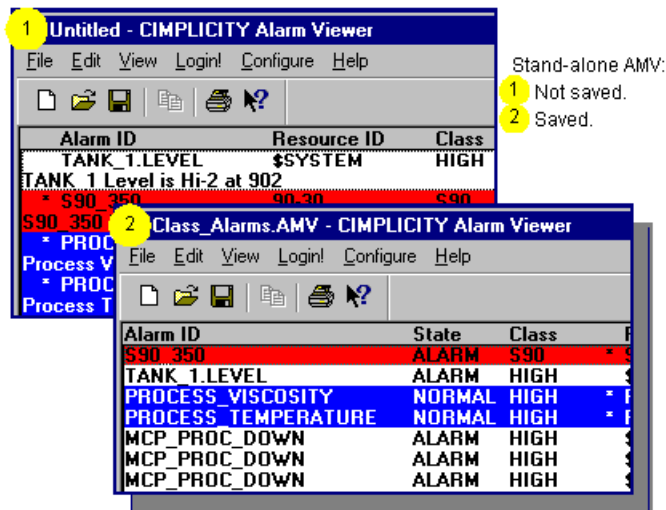 1 Untitled - CIMPLICITY Alarm Viewer
File Edit View Login! Configure Help
Stand-alone AMV:
1 Not saved.
2 Saved.
Alarm ID Resource ID Class
TANK_1.LEVEL $SYSTEM HIGH
TANK_1 Level is Hi-2 at 902
* S90_350 90-30 S90
S90_350
* PROC
Process V
* PROC
Process T
2 Class_Alarms.AMV - CIMPLICITY Alarm Viewer
File Edit View Login! Configure Help
Alarm ID State Class
S90_350 ALARM S90 *
TANK_1.LEVEL ALARM HIGH
PROCESS_VISCOSITY NORMAL HIGH *
PROCESS_TEMPERATURE NORMAL HIGH *
MCP_PROC_DOWN ALARM HIGH
MCP_PROC_DOWN ALARM HIGH
MCP_PROC_DOWN ALARM HIGH